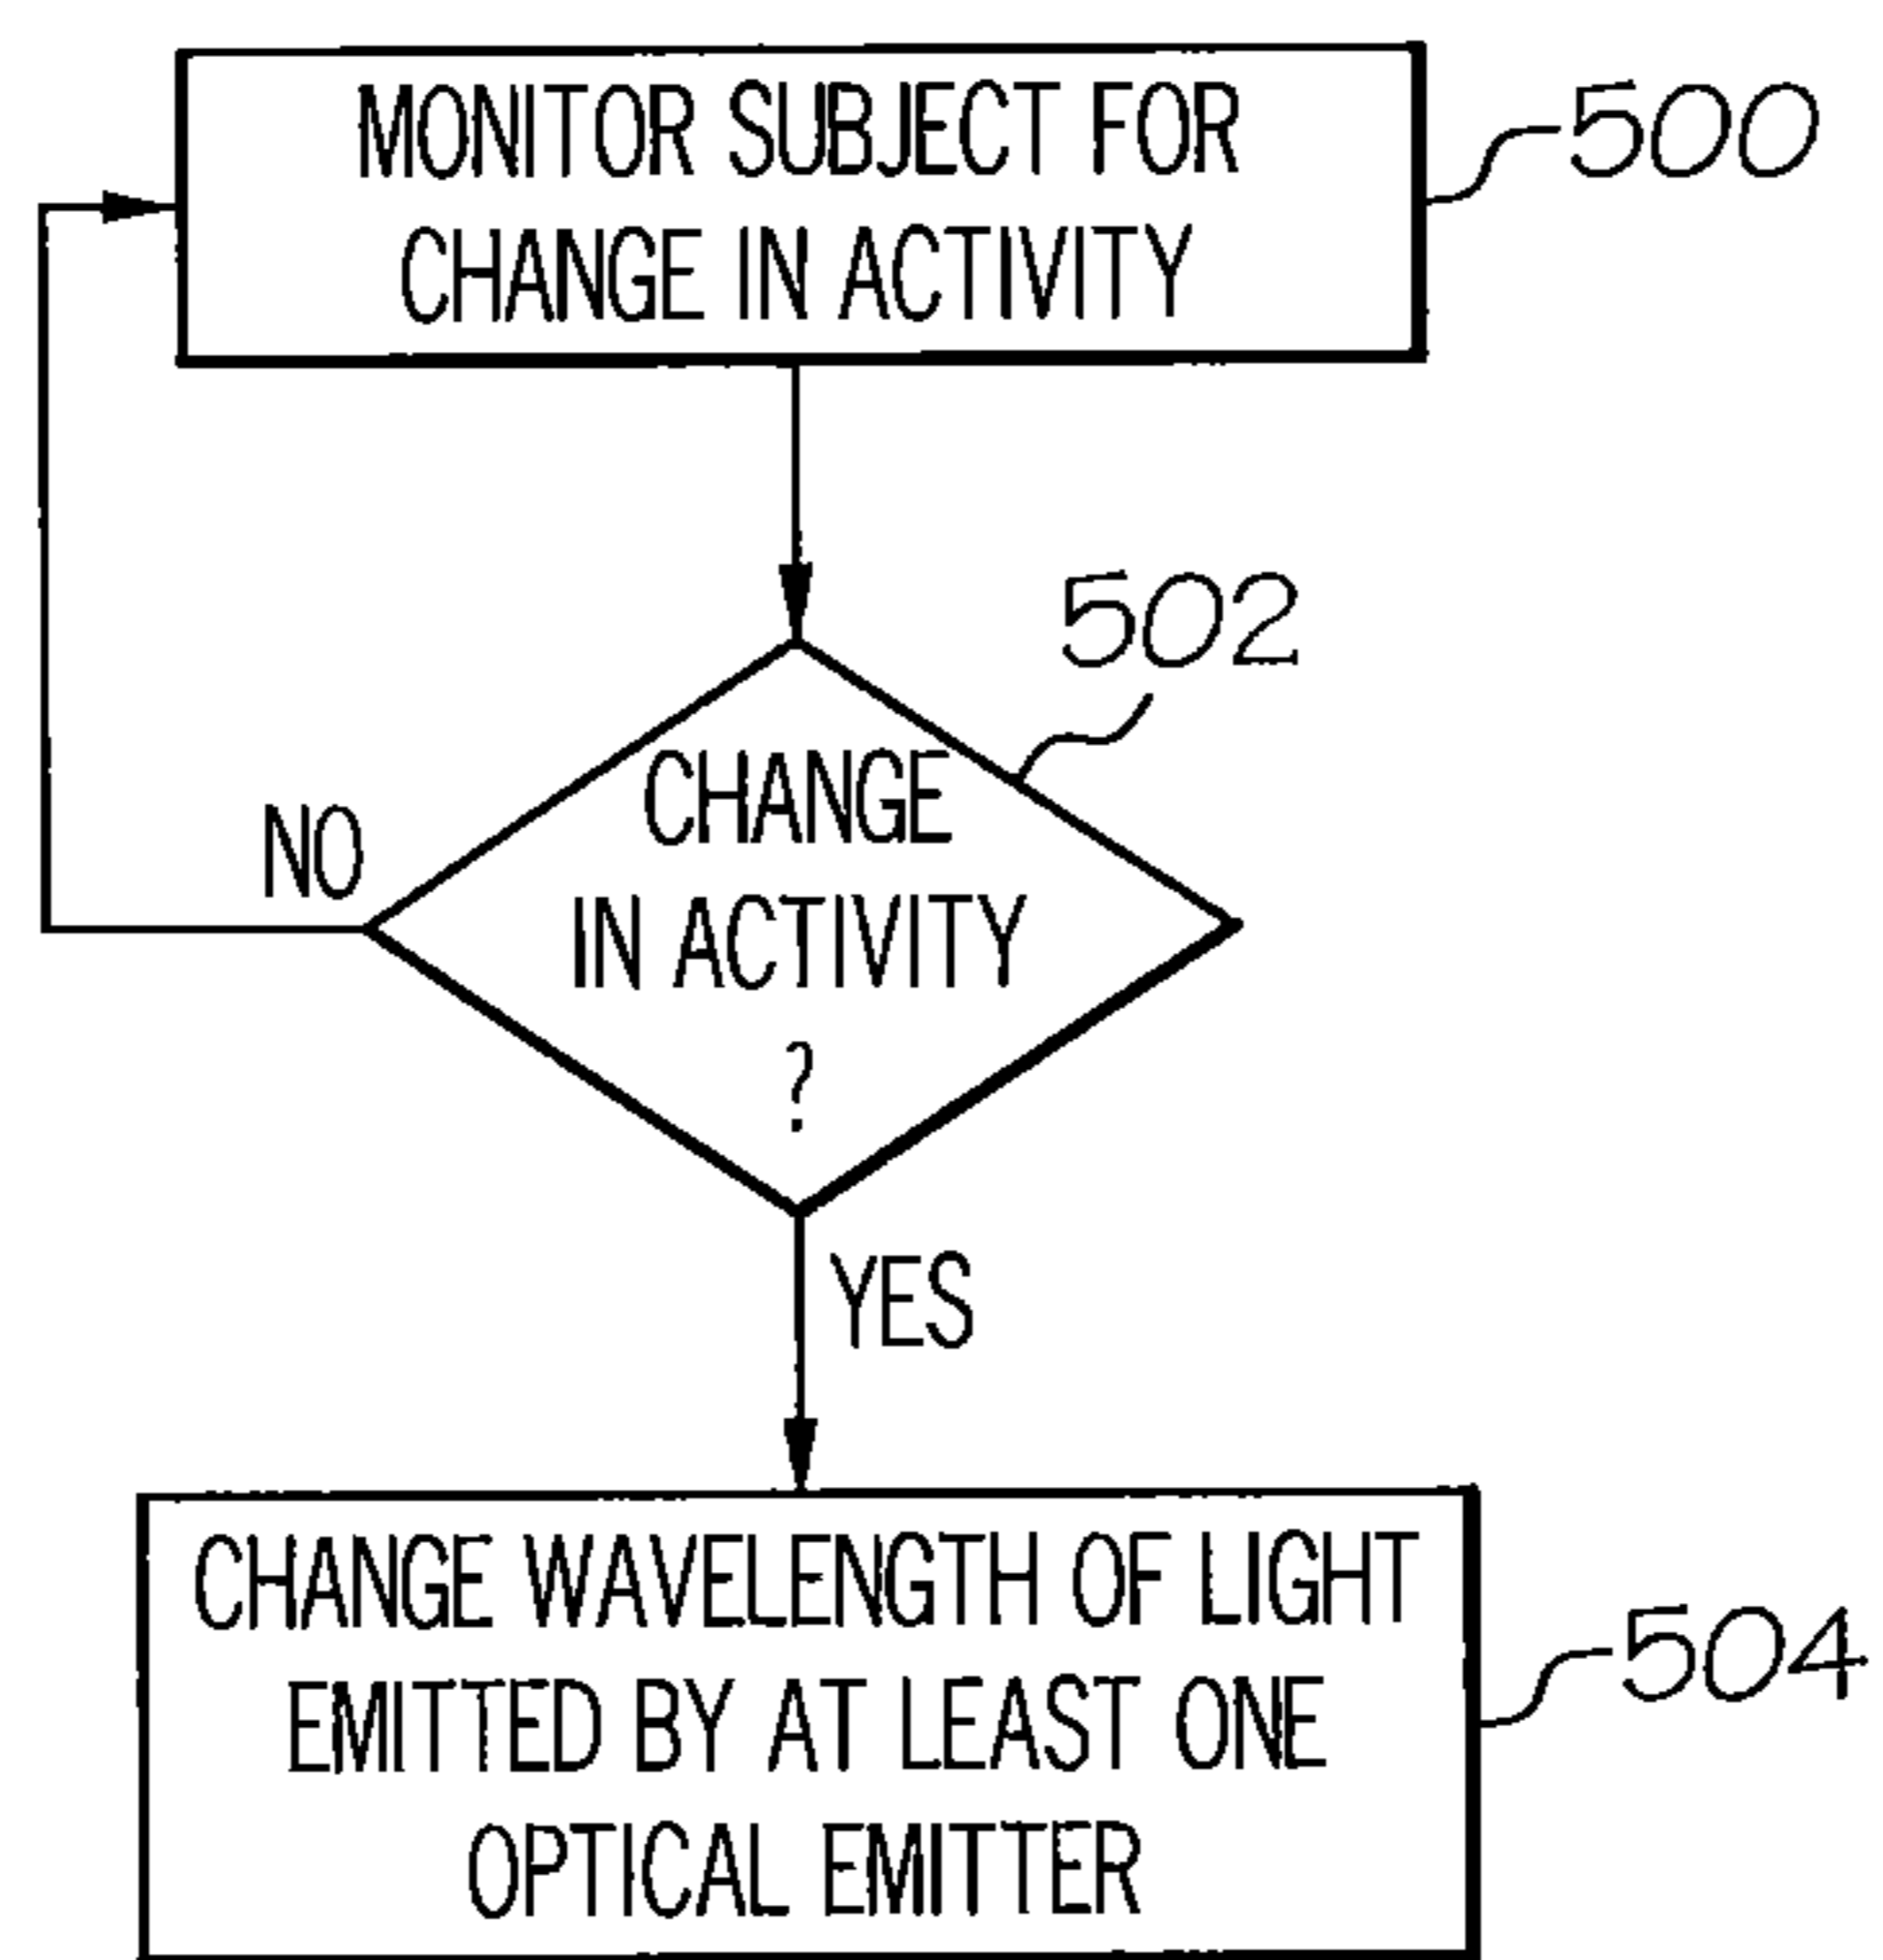 MONITOR SUBJECT FOR
CHANGE IN ACTIVITY
500
502
CHANGE
IN ACTIVITY
?
NO
YES
CHANGE WAVELENGTH OF LIGHT
EMITTED BY AT LEAST ONE
OPTICAL EMITTER
504